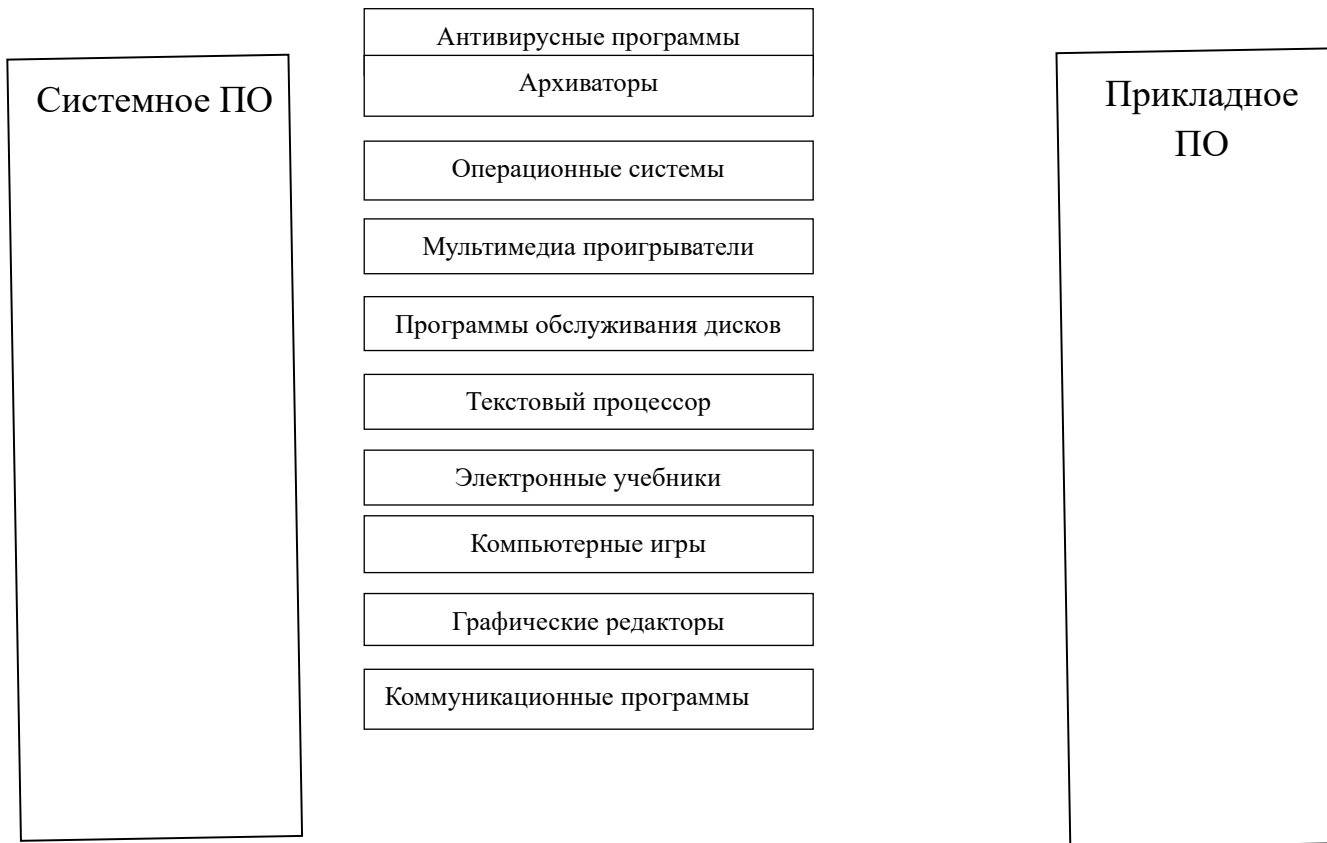 Системное ПО
Антивирусные программы
Архиваторы
Операционные системы
Мультимедиа проигрыватели
Программы обслуживания дисков
Текстовый процессор
Электронные учебники
Компьютерные игры
Графические редакторы
Коммуникационные программы
Прикладное
ПО